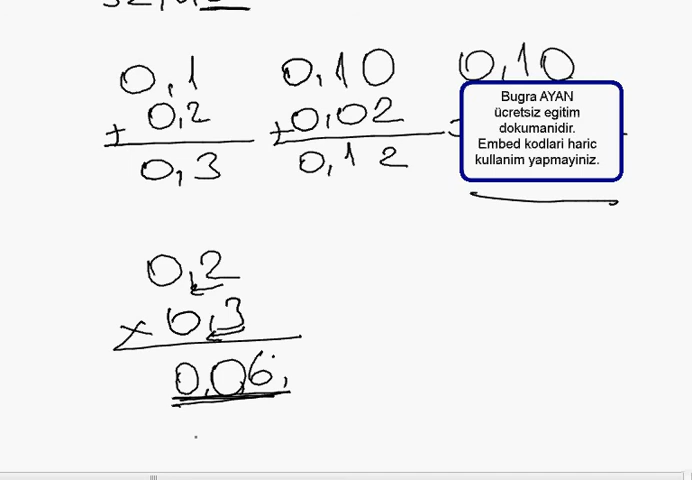 0,1
+ 0,2
0,3
0,10
+0,02
0,12
0,10
Bugra AYAN
ücretsiz egitim
dokumanidir.
Embed kodlari haric
kullanim yapmayiniz.
0,2
x 0,3
0,06